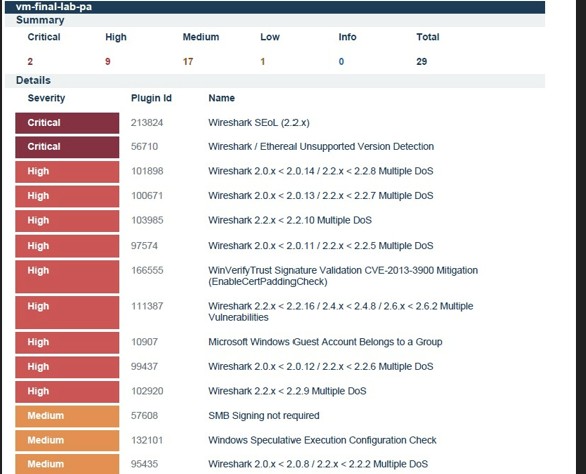 vm-final-lab-pa
Summary
Critical High Medium Low Info Total
2 9 17 1 0 29
Details
Severity Plugin Id Name
Critical 213824 Wireshark SEoL (2.2.x)
Critical 56710 Wireshark / Ethereal Unsupported Version Detection
High 101898 Wireshark 2.0.x < 2.0.14 / 2.2.x < 2.2.8 Multiple DoS
High 100671 Wireshark 2.0.x < 2.0.13 / 2.2.x < 2.2.7 Multiple DoS
High 103985 Wireshark 2.2.x < 2.2.10 Multiple DoS
High 97574 Wireshark 2.0.x < 2.0.11 / 2.2.x < 2.2.5 Multiple DoS
High 166555 WinVerifyTrust Signature Validation CVE-2013-3900 Mitigation
(EnableCertPaddingCheck)
High 111387 Wireshark 2.2.x < 2.2.16 / 2.4.x < 2.4.8 / 2.6.x < 2.6.2 Multiple
Vulnerabilities
High 10907 Microsoft Windows Guest Account Belongs to a Group
High 99437 Wireshark 2.0.x < 2.0.12 / 2.2.x < 2.2.6 Multiple DoS
High 102920 Wireshark 2.2.x < 2.2.9 Multiple DoS
Medium 57608 SMB Signing not required
Medium 132101 Windows Speculative Execution Configuration Check
Medium 95435 Wireshark 2.0.x < 2.0.8 / 2.2.x < 2.2.2 Multiple DoS